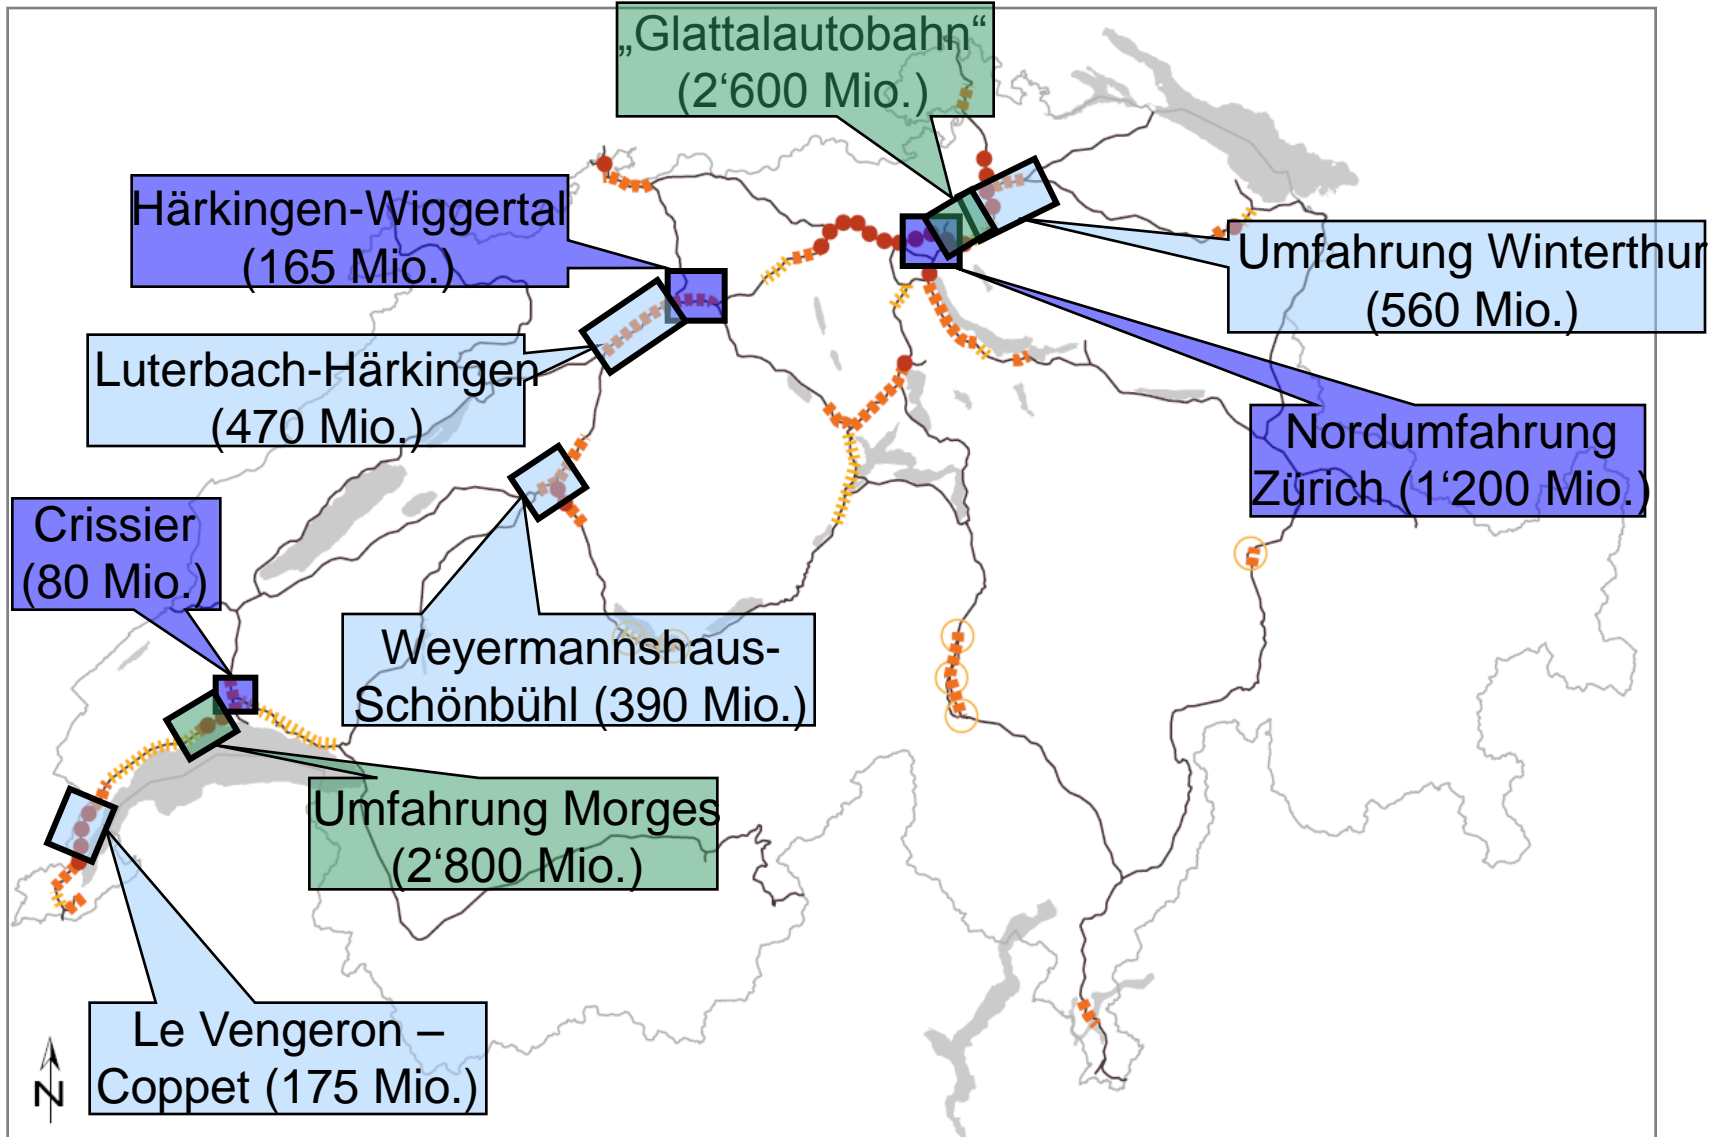 „Glattalautobahn“
(2‘600 Mio.)
Härkingen-Wiggertal
(165 Mio.)
Umfahrung Winterthur
(560 Mio.)
Luterbach-Härkingen
(470 Mio.)
Nordumfahrung
Zürich (1‘200 Mio.)
Crissier
(80 Mio.)
Weyermannshaus-
Schönbühl (390 Mio.)
Umfahrung Morges
(2‘800 Mio.)
Le Vengeron –
Coppet (175 Mio.)
N